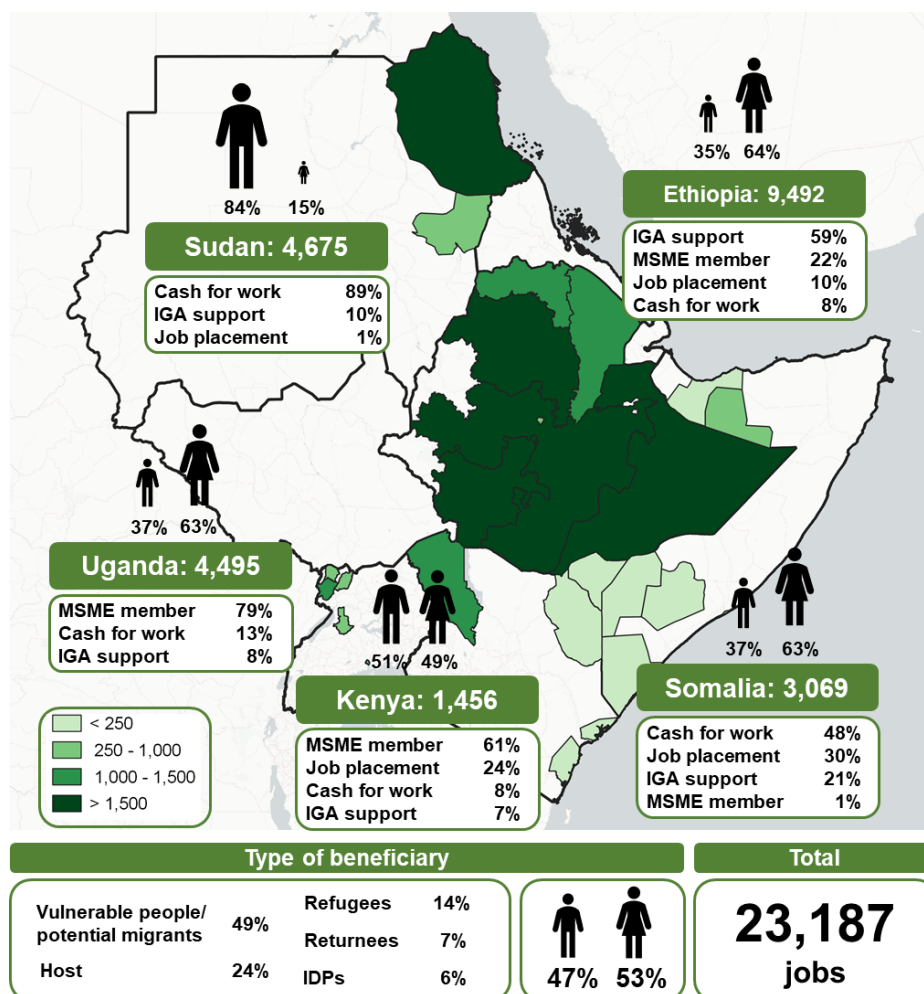 35% 64%
Ethiopia: 9,492
IGA support 59%
MSME member 22%
Job placement 10%
Cash for work 8%
84% 15%
Sudan: 4,675
Cash for work 89%
IGA support 10%
Job placement 1%
37% 63%
Uganda: 4,495
MSME member 79%
Cash for work 13%
IGA support 8%
51% 49%
Kenya: 1,456
MSME member 61%
Job placement 24%
Cash for work 8%
IGA support 7%
37% 63%
Somalia: 3,069
Cash for work 48%
Job placement 30%
IGA support 21%
MSME member 1%
< 250
250 - 1,000
1,000 - 1,500
> 1,500
Type of beneficiary
Vulnerable people/
potential migrants 49%
Host 24%
Refugees 14%
Returnees 7%
IDPs 6%
47% 53%
Total
23,187
jobs